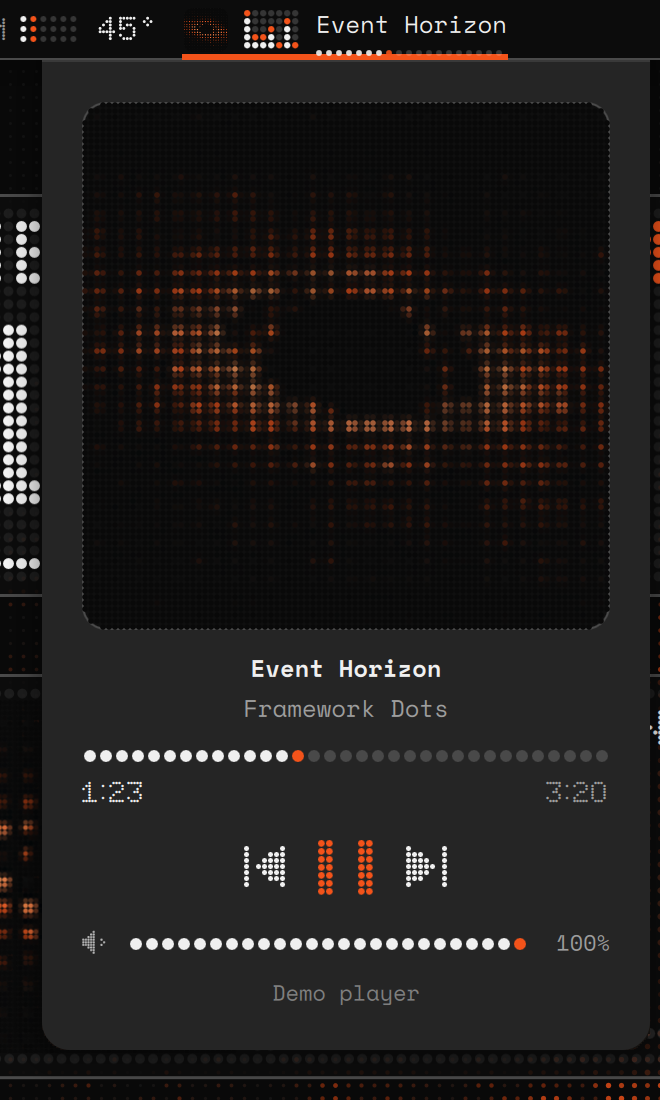 45° Event Horizon
Event Horizon
Framework Dots
1:23 3:20
100%
Demo player